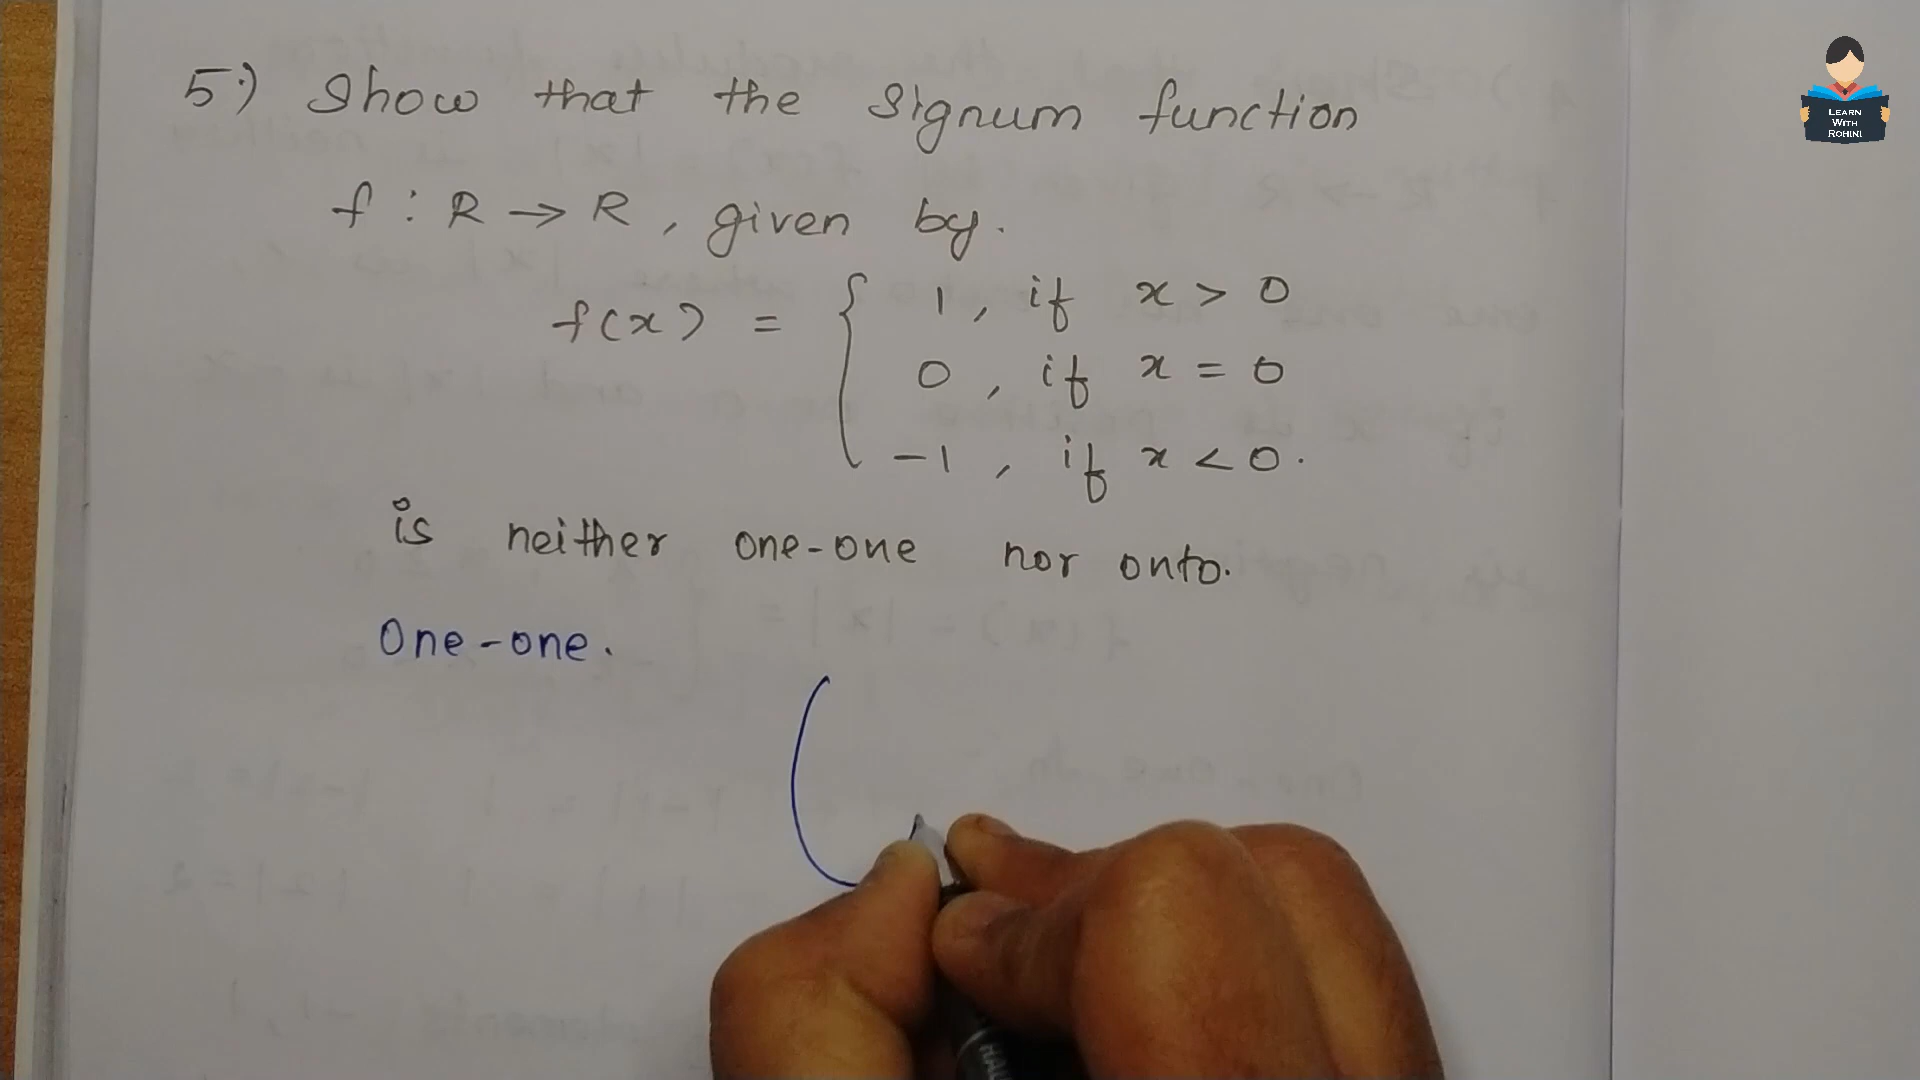 5.) Show that the Signum function
f : R → R, given by.
f(x) = { 1, if x > 0
0, if x = 0
-1, if x < 0.
is neither one-one nor onto.
One-one.
LEARN
WITH
ROHINI